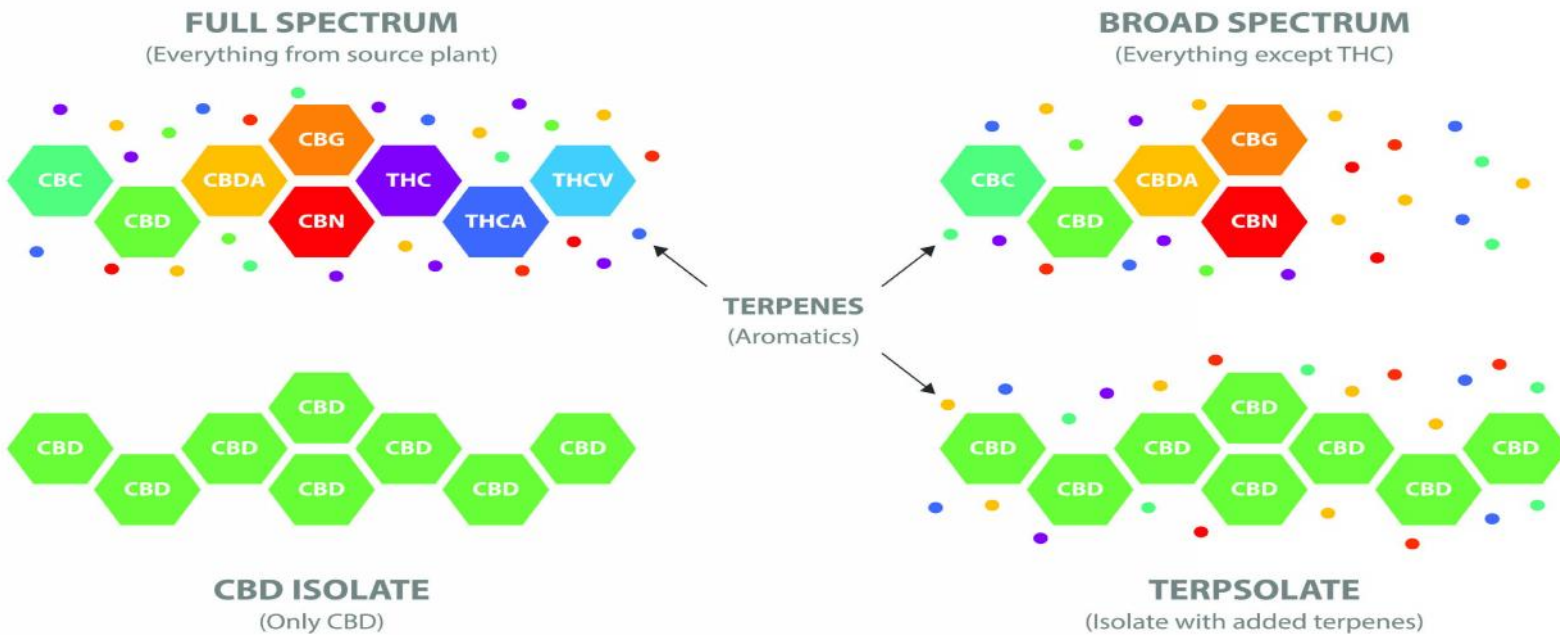 FULL SPECTRUM
(Everything from source plant)
CBG
CBC
CBDA
THC
THCV
CBD
CBN
THCA
BROAD SPECTRUM
(Everything except THC)
CBG
CBC
CBDA
CBD
CBN
TERPENES
(Aromatics)
CBD
CBD
CBD
CBD
CBD
CBD
CBD
CBD
CBD ISOLATE
(Only CBD)
CBD
CBD
CBD
CBD
CBD
CBD
CBD
CBD
TERPSOLATE
(Isolate with added terpenes)